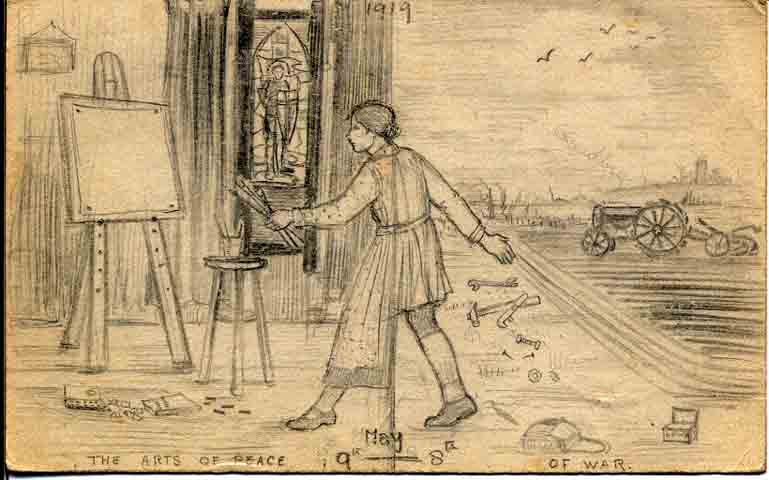 1919
May
THE ARTS OF PEACE 9th — 8th OF WAR.